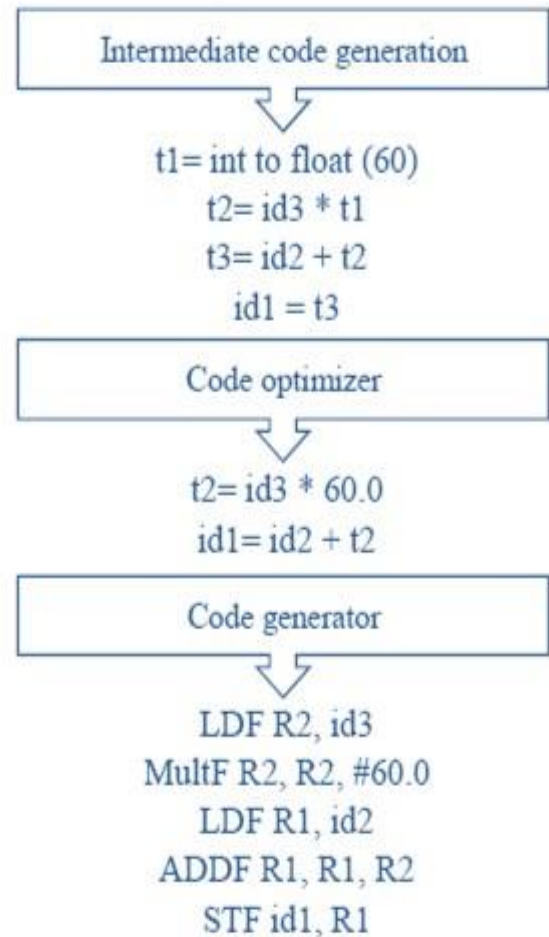 Intermediate code generation
t1= int to float (60)
t2= id3 * t1
t3= id2 + t2
id1 = t3
Code optimizer
t2= id3 * 60.0
id1= id2 + t2
Code generator
LDF R2, id3
MultF R2, R2, #60.0
LDF R1, id2
ADDF R1, R1, R2
STF id1, R1